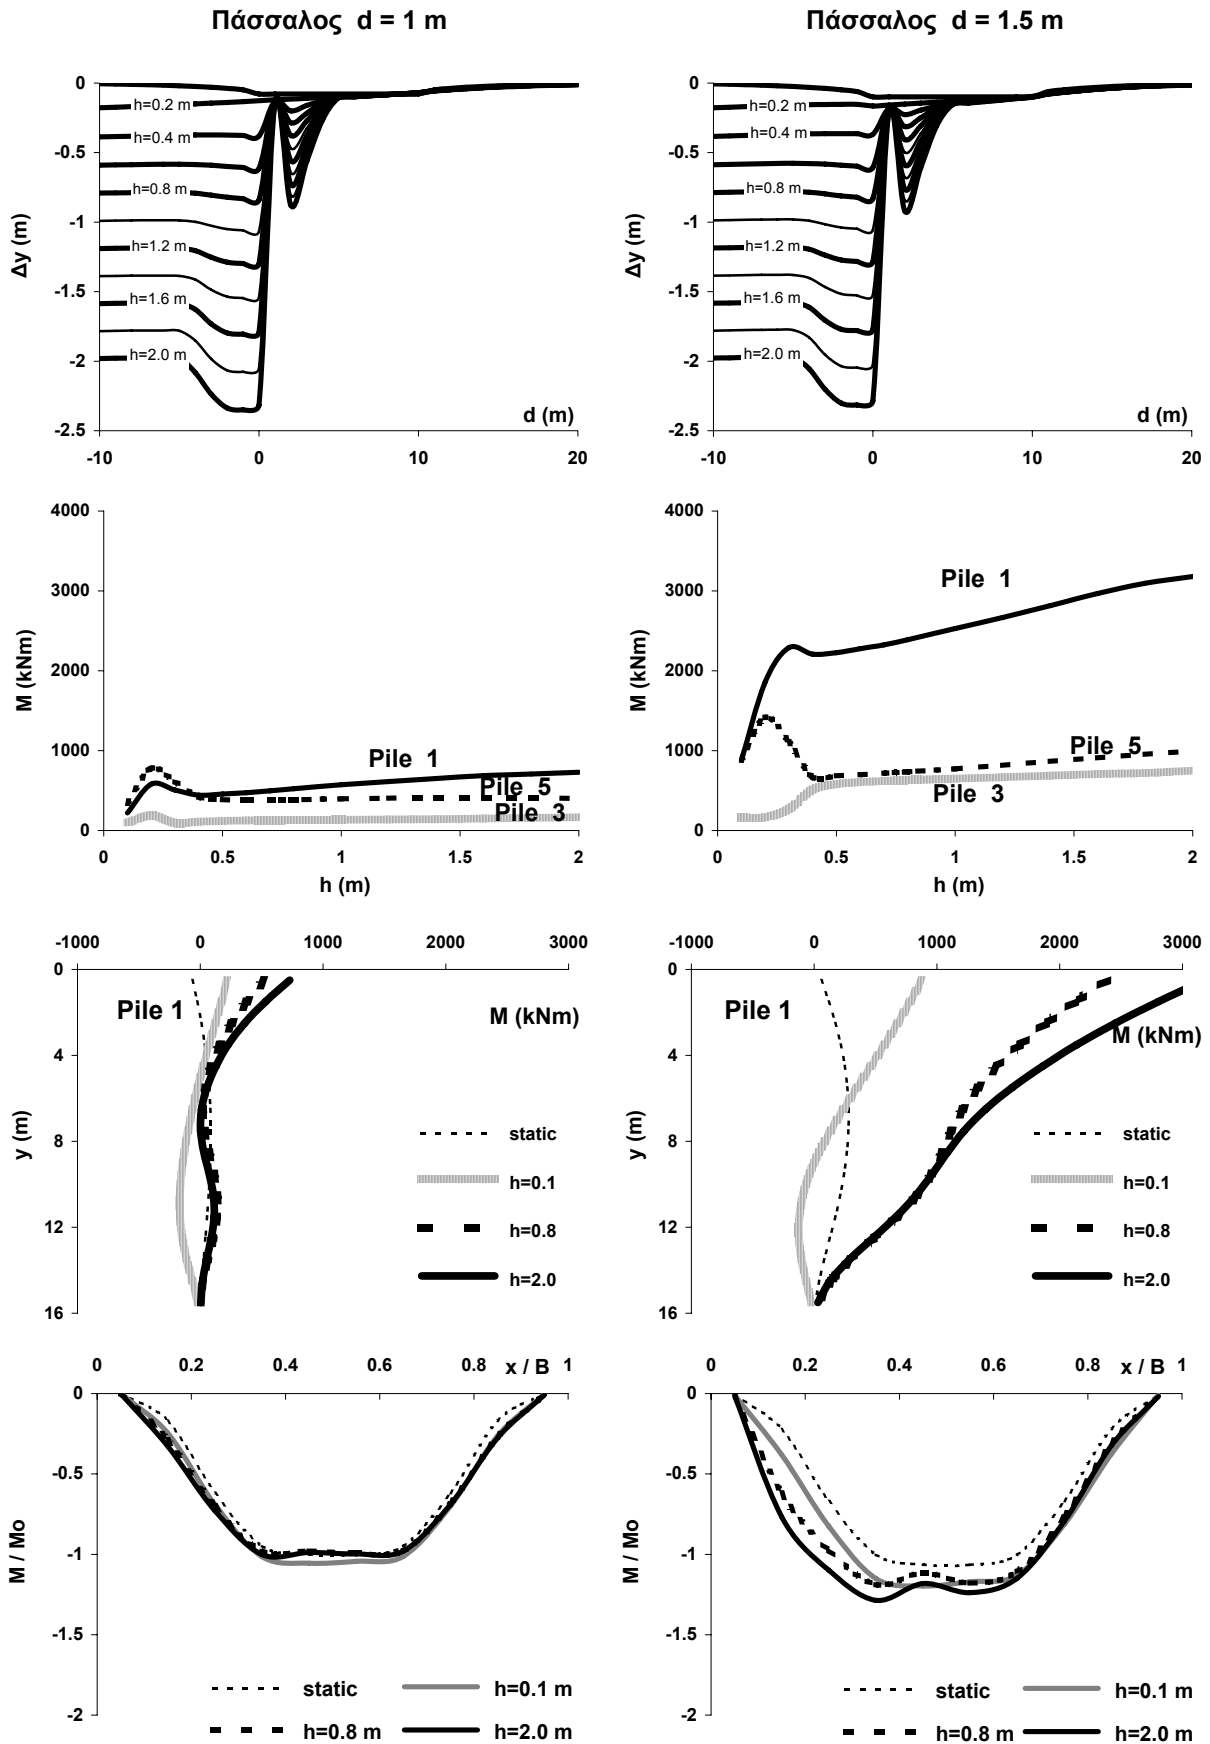 Πάσσαλος d = 1 m
Πάσσαλος d = 1.5 m
0
-0.5
-1
-1.5
-2
-2.5
Δy (m)
h=0.2 m
h=0.4 m
h=0.8 m
h=1.2 m
h=1.6 m
h=2.0 m
d (m)
-10 0 10 20
0
-0.5
-1
-1.5
-2
-2.5
Δy (m)
h=0.2 m
h=0.4 m
h=0.8 m
h=1.2 m
h=1.6 m
h=2.0 m
d (m)
-10 0 10 20
4000
3000
2000
1000
0
M (kNm)
Pile 1
Pile 5
Pile 3
0 0.5 1 1.5 2
h (m)
4000
3000
2000
1000
0
M (kNm)
Pile 1
Pile 5
Pile 3
0 0.5 1 1.5 2
h (m)
-1000 0 1000 2000 3000
0
4
8
12
16
y (m)
Pile 1
M (kNm)
static
h=0.1
h=0.8
h=2.0
-1000 0 1000 2000 3000
0
4
8
12
16
y (m)
Pile 1
M (kNm)
static
h=0.1
h=0.8
h=2.0
0 0.2 0.4 0.6 0.8 x / B 1
0
-0.5
-1
-1.5
-2
M / Mo
static h=0.1 m
h=0.8 m h=2.0 m
0 0.2 0.4 0.6 0.8 x / B 1
0
-0.5
-1
-1.5
-2
M / Mo
static h=0.1 m
h=0.8 m h=2.0 m